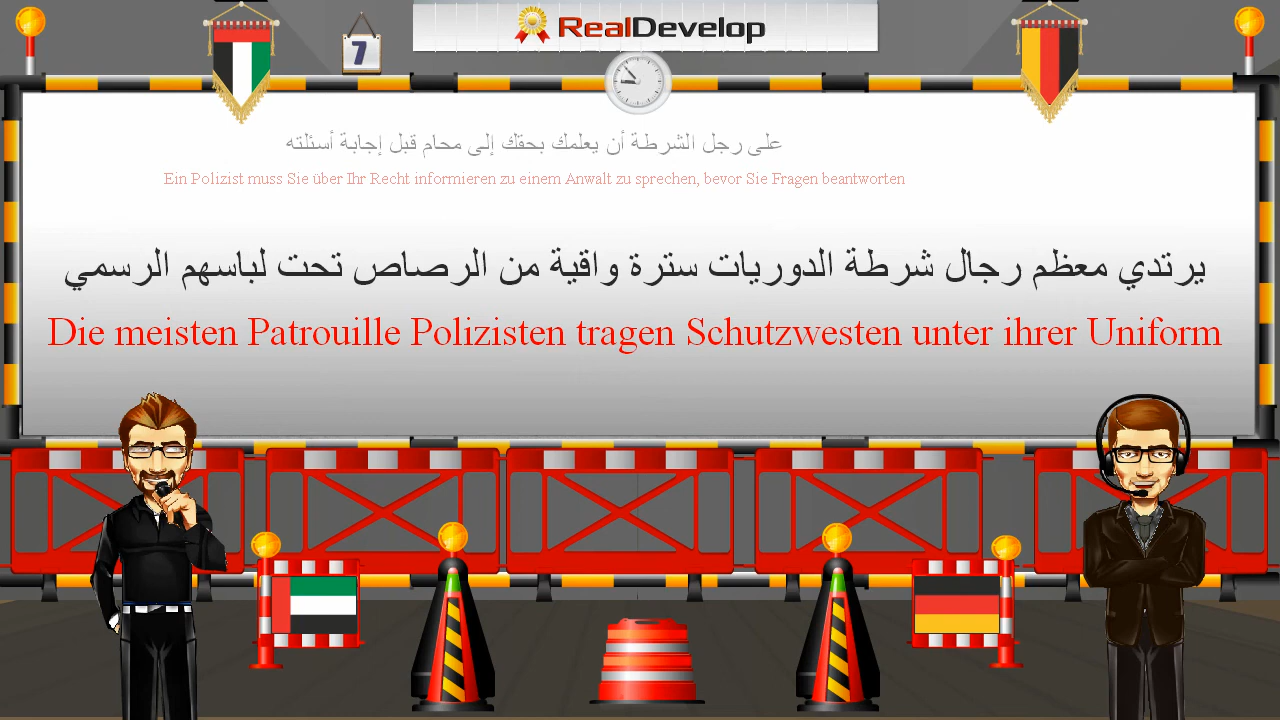 RealDevelop
7
على رجل الشرطة أن يعلمك بحقك إلى محام قبل إجابة أسئلته
Ein Polizist muss Sie über Ihr Recht informieren zu einem Anwalt zu sprechen, bevor Sie Fragen beantworten
يرتدي معظم رجال شرطة الدوريات سترة واقية من الرصاص تحت لباسهم الرسمي
Die meisten Patrouille Polizisten tragen Schutzwesten unter ihrer Uniform